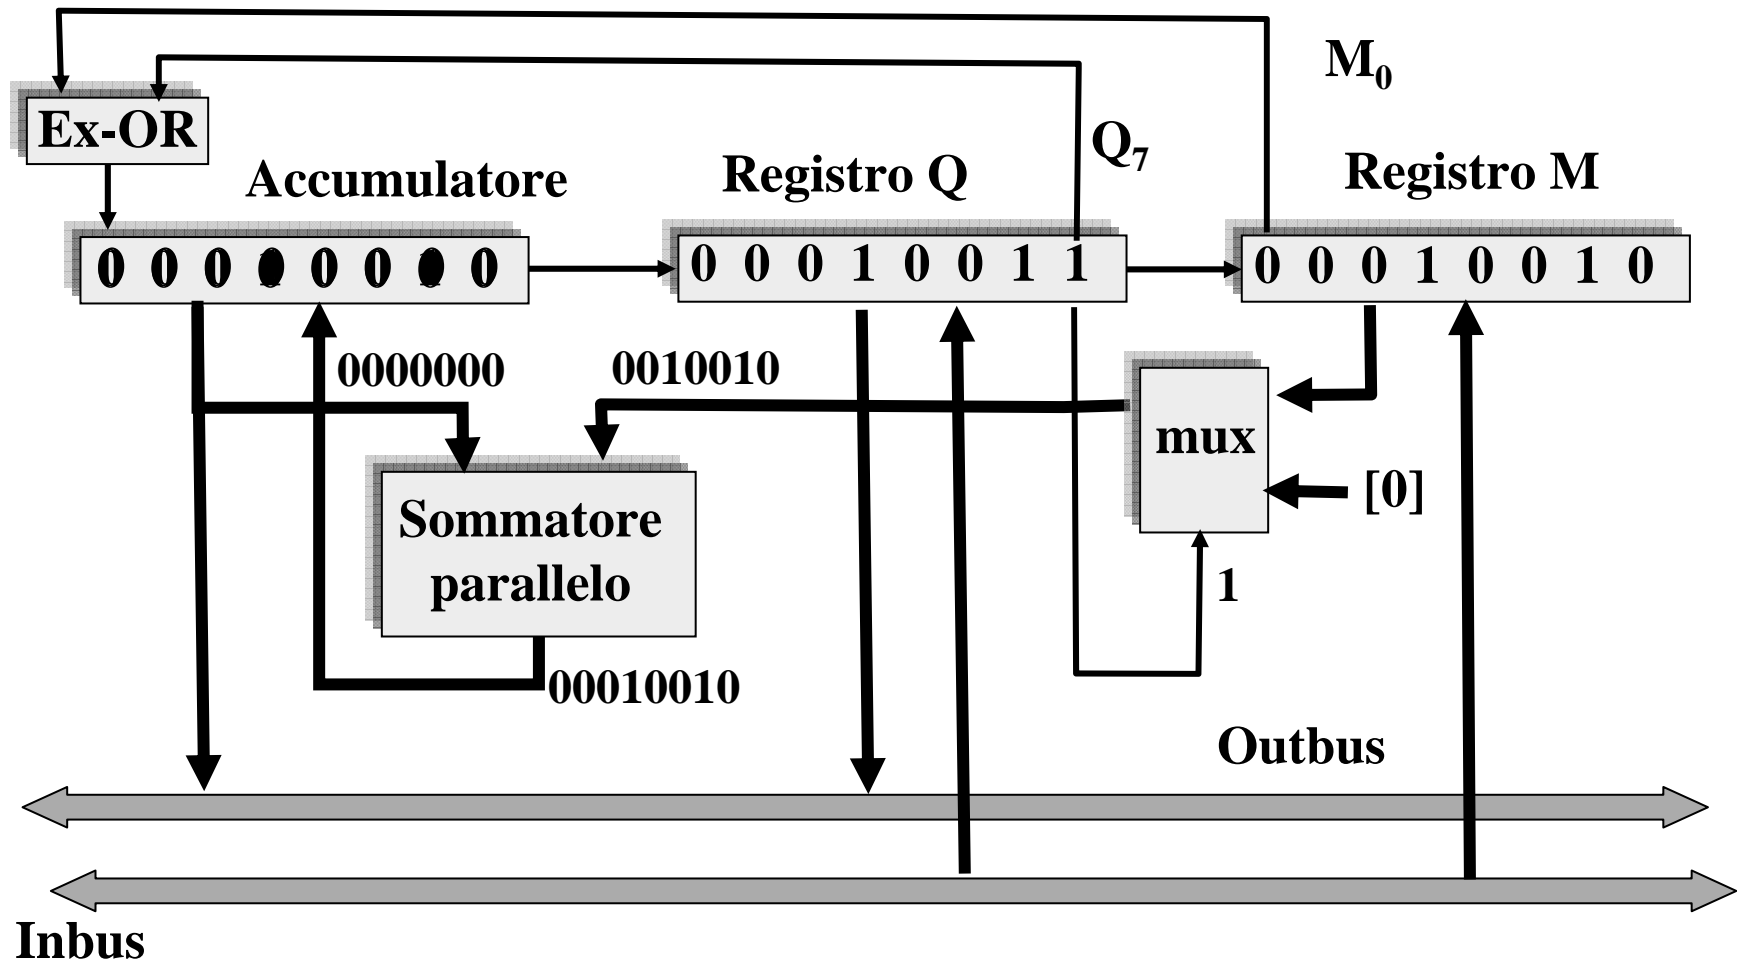 M0
Ex-OR
Q7
Accumulatore
Registro Q
Registro M
0 0 0 1 0 0 1 1
0 0 0 1 0 0 1 0
0000000
0010010
mux
[0]
Sommatore
parallelo
1
00010010
Outbus
Inbus